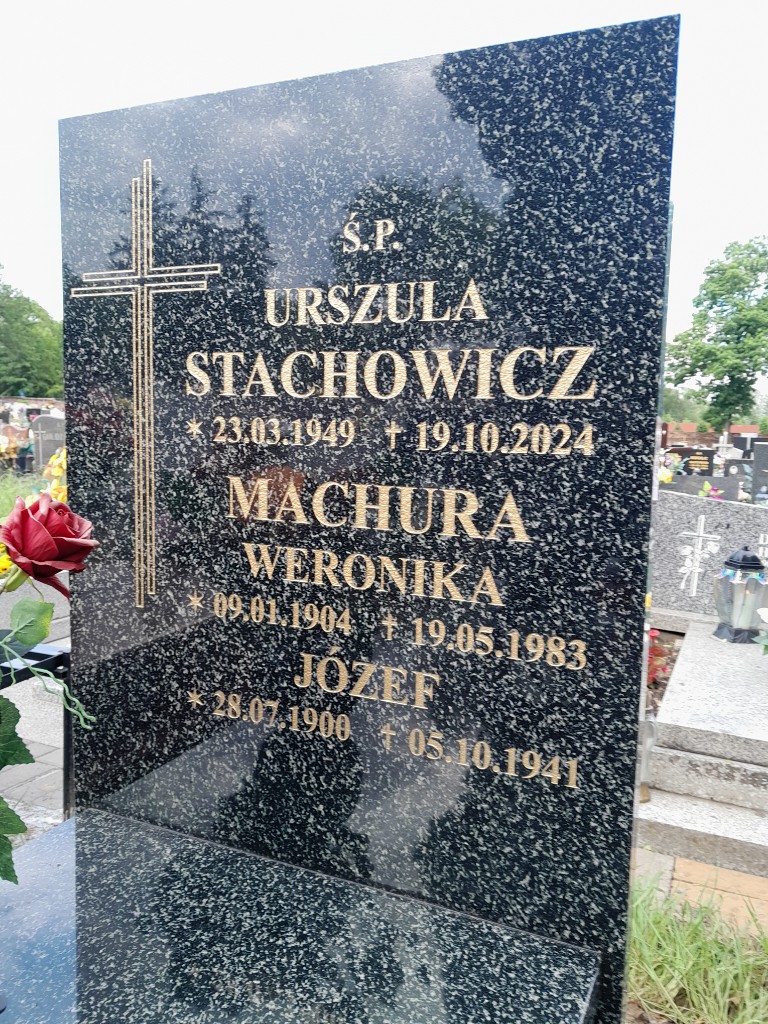 Ś.P.
URSZULA
STACHOWICZ
* 23.03.1949 † 19.10.2024
MACHURA
WERONIKA
* 09.01.1904 † 19.05.1983
JÓZEF
* 28.07.1900 † 05.10.1941